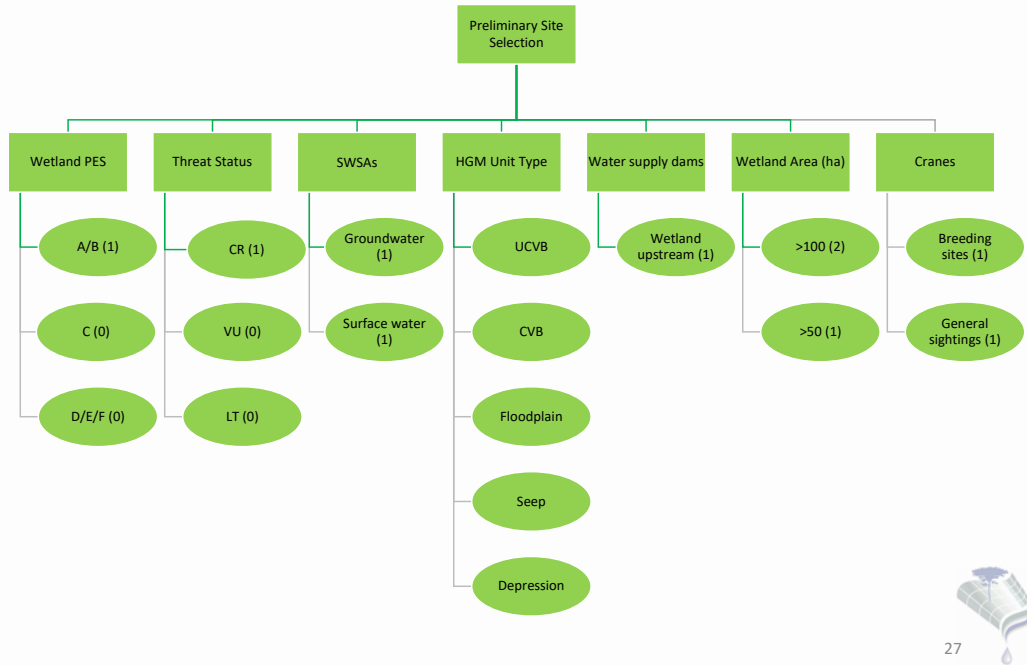 Preliminary Site
Selection
Wetland PES
Threat Status
SWSAs
HGM Unit Type
Water supply dams
Wetland Area (ha)
Cranes
A/B (1)
C (0)
D/E/F (0)
CR (1)
VU (0)
LT (0)
Groundwater
(1)
Surface water
(1)
UCVB
CVB
Floodplain
Seep
Depression
Wetland
upstream (1)
>100 (2)
>50 (1)
Breeding
sites (1)
General
sightings (1)
27